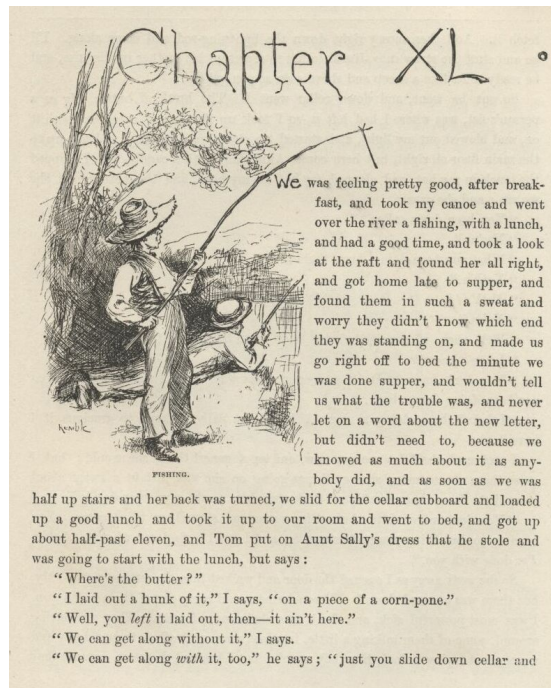 Chapter XL.
We was feeling pretty good, after break-
fast, and took my canoe and went
over the river a fishing, with a lunch,
and had a good time, and took a look
at the raft and found her all right,
and got home late to supper, and
found them in such a sweat and
worry they didn't know which end
they was standing on, and made us
go right off to bed the minute we
was done supper, and wouldn't tell
us what the trouble was, and never
let on a word about the new letter,
but didn't need to, because we
knowed as much about it as any-
body did, and as soon as we was
Kemble
FISHING.
half up stairs and her back was turned, we slid for the cellar cubboard and loaded
up a good lunch and took it up to our room and went to bed, and got up
about half-past eleven, and Tom put on Aunt Sally's dress that he stole and
was going to start with the lunch, but says:
"Where's the butter?"
"I laid out a hunk of it," I says, "on a piece of a corn-pone."
"Well, you left it laid out, then—it ain't here."
"We can get along without it," I says.
"We can get along with it, too," he says; "just you slide down cellar and